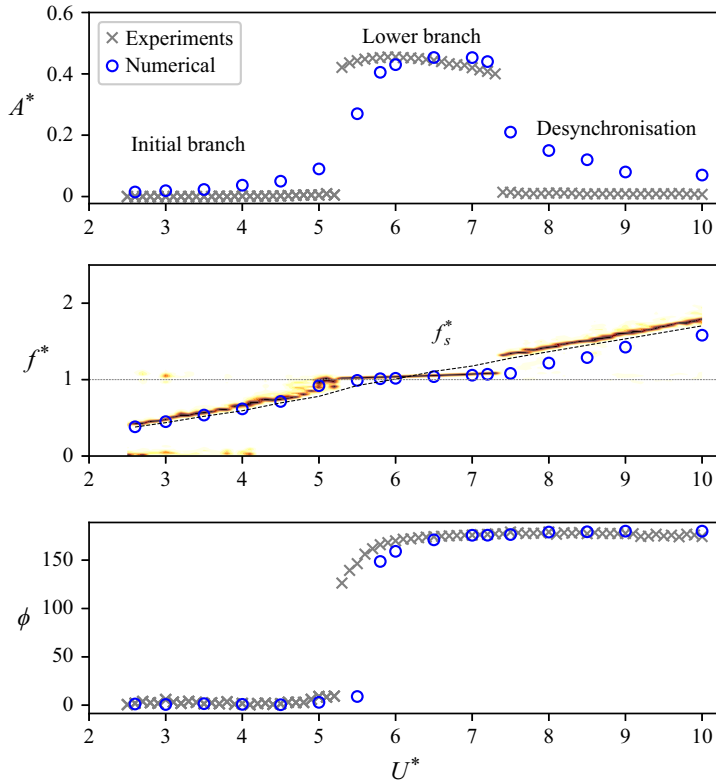 0.6
Experiments
Numerical
Lower branch
0.4
A*
0.2
Initial branch
Desynchronisation
0
2 3 4 5 6 7 8 9 10
2
f_s^*
f*
1
0
2 3 4 5 6 7 8 9 10
150
100
ϕ
50
0
2 3 4 5 6 7 8 9 10
U*